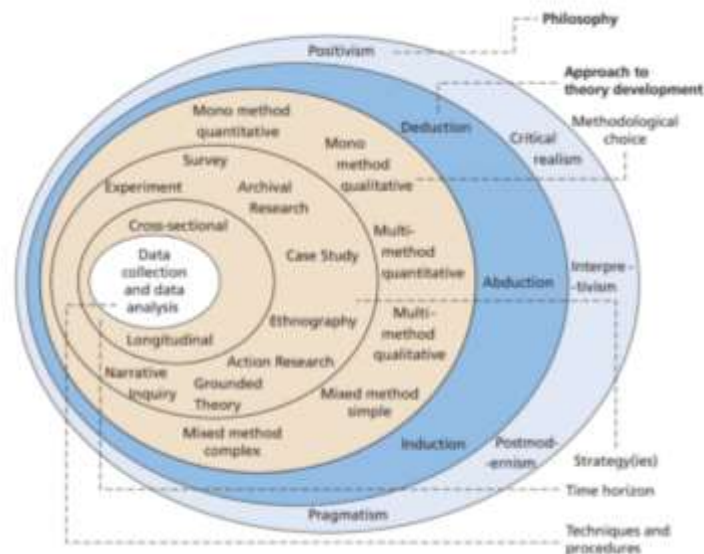 Philosophy
Positivism
Approach to
theory development
Mono method
quantitative
Deduction
Methodological
choice
Critical
realism
Mono
method
qualitative
Survey
Experiment
Archival
Research
Cross-sectional
Data
collection
and data
analysis
Case Study
Multi-
method
quantitative
Abduction
Interpre-
-tivism
Ethnography
Multi-
method
qualitative
Longitudinal
Action Research
Narrative
Inquiry
Grounded
Theory
Mixed method
simple
Mixed method
complex
Induction
Postmod-
-ernism
Strategy(ies)
Time horizon
Pragmatism
Techniques and
procedures